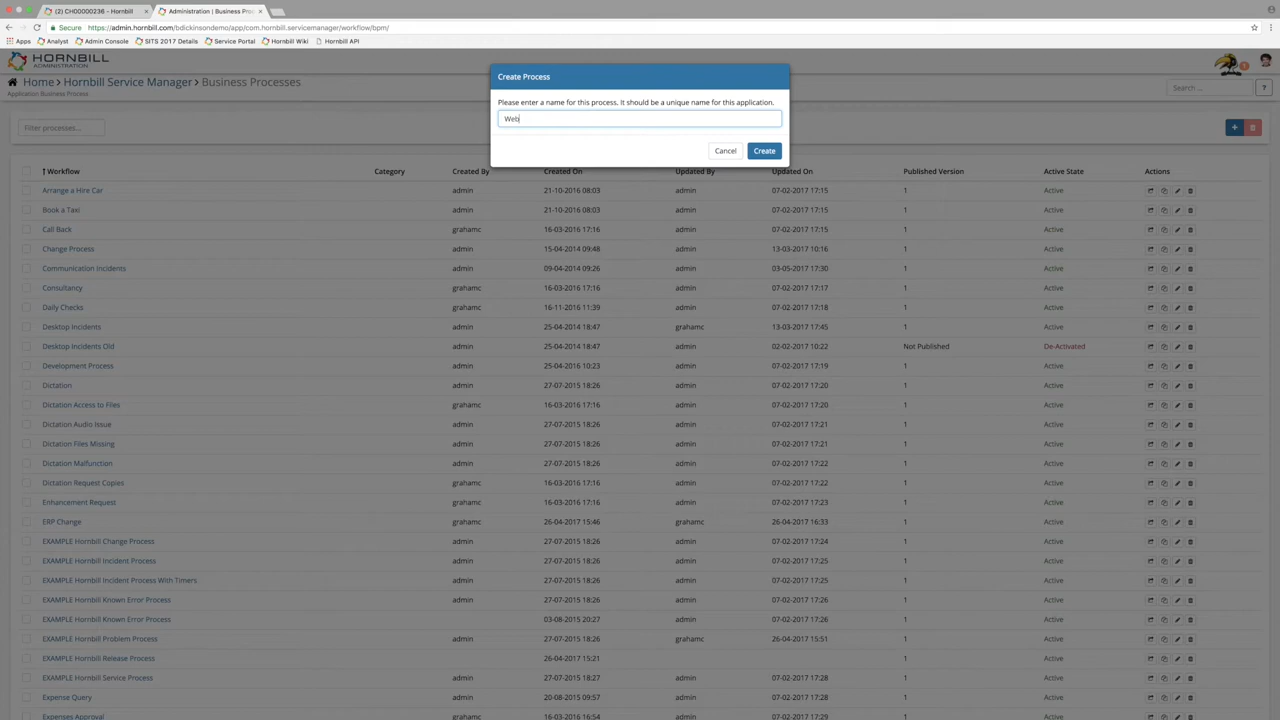 (2) CH00000236 - Hornbill
Administration | Business Pr
Secure https://admin.hornbill.com/bdickinsondemo/app/com.hornbill.servicemanager/workflow/bpm/
Apps Analyst Admin Console SITS 2017 Details Service Portal Hornbill Wiki Hornbill API
HORNBILL
ADMINISTRATION
Home > Hornbill Service Manager > Business Processes
Application Business Process
Search ... ?
Create Process
Please enter a name for this process. It should be a unique name for this application.
Web
Cancel Create
Filter processes...
Workflow Category Created By Created On Updated By Updated On Published Version Active State Actions
Arrange a Hire Car admin 21-10-2016 08:03 admin 07-02-2017 17:15 1 Active
Book a Taxi admin 21-10-2016 08:03 admin 07-02-2017 17:15 1 Active
Call Back grahamc 16-03-2016 17:16 admin 07-02-2017 17:15 1 Active
Change Process admin 15-04-2014 09:48 admin 13-03-2017 10:16 1 Active
Communication Incidents admin 09-04-2014 09:26 admin 03-05-2017 17:30 1 Active
Consultancy grahamc 16-03-2016 17:16 admin 07-02-2017 17:17 1 Active
Daily Checks grahamc 16-11-2016 11:39 admin 07-02-2017 17:18 1 Active
Desktop Incidents admin 25-04-2014 18:47 grahamc 13-03-2017 17:45 1 Active
Desktop Incidents Old admin 25-04-2014 18:47 admin 02-02-2017 10:22 Not Published De-Activated
Development Process admin 25-04-2014 10:23 admin 07-02-2017 17:19 1 Active
Dictation admin 27-07-2015 18:26 admin 07-02-2017 17:20 1 Active
Dictation Access to Files grahamc 16-03-2016 17:16 admin 07-02-2017 17:20 1 Active
Dictation Audio Issue admin 27-07-2015 18:26 admin 07-02-2017 17:21 1 Active
Dictation Files Missing admin 27-07-2015 18:26 admin 07-02-2017 17:21 1 Active
Dictation Malfunction admin 27-07-2015 18:26 admin 07-02-2017 17:22 1 Active
Dictation Request Copies grahamc 16-03-2016 17:16 admin 07-02-2017 17:22 1 Active
Enhancement Request grahamc 16-03-2016 17:16 admin 07-02-2017 17:23 1 Active
ERP Change grahamc 26-04-2017 15:46 grahamc 26-04-2017 16:33 1 Active
EXAMPLE Hornbill Change Process admin 27-07-2015 18:26 admin 07-02-2017 17:24 1 Active
EXAMPLE Hornbill Incident Process admin 27-07-2015 18:26 admin 07-02-2017 17:25 1 Active
EXAMPLE Hornbill Incident Process With Timers admin 27-07-2015 18:26 admin 07-02-2017 17:25 1 Active
EXAMPLE Hornbill Known Error Process admin 27-07-2015 18:26 admin 07-02-2017 17:26 1 Active
EXAMPLE Hornbill Known Error Process 03-08-2015 20:27 admin 07-02-2017 17:26 1 Active
EXAMPLE Hornbill Problem Process admin 27-07-2015 18:26 grahamc 26-04-2017 15:51 1 Active
EXAMPLE Hornbill Release Process 26-04-2017 15:21 1 Active
EXAMPLE Hornbill Service Process admin 27-07-2015 18:27 admin 07-02-2017 17:28 1 Active
Expense Query grahamc 20-08-2015 09:57 admin 07-02-2017 17:28 1 Active
Expenses Approval grahamc 16-03-2016 16:54 admin 07-02-2017 17:29 1 Active